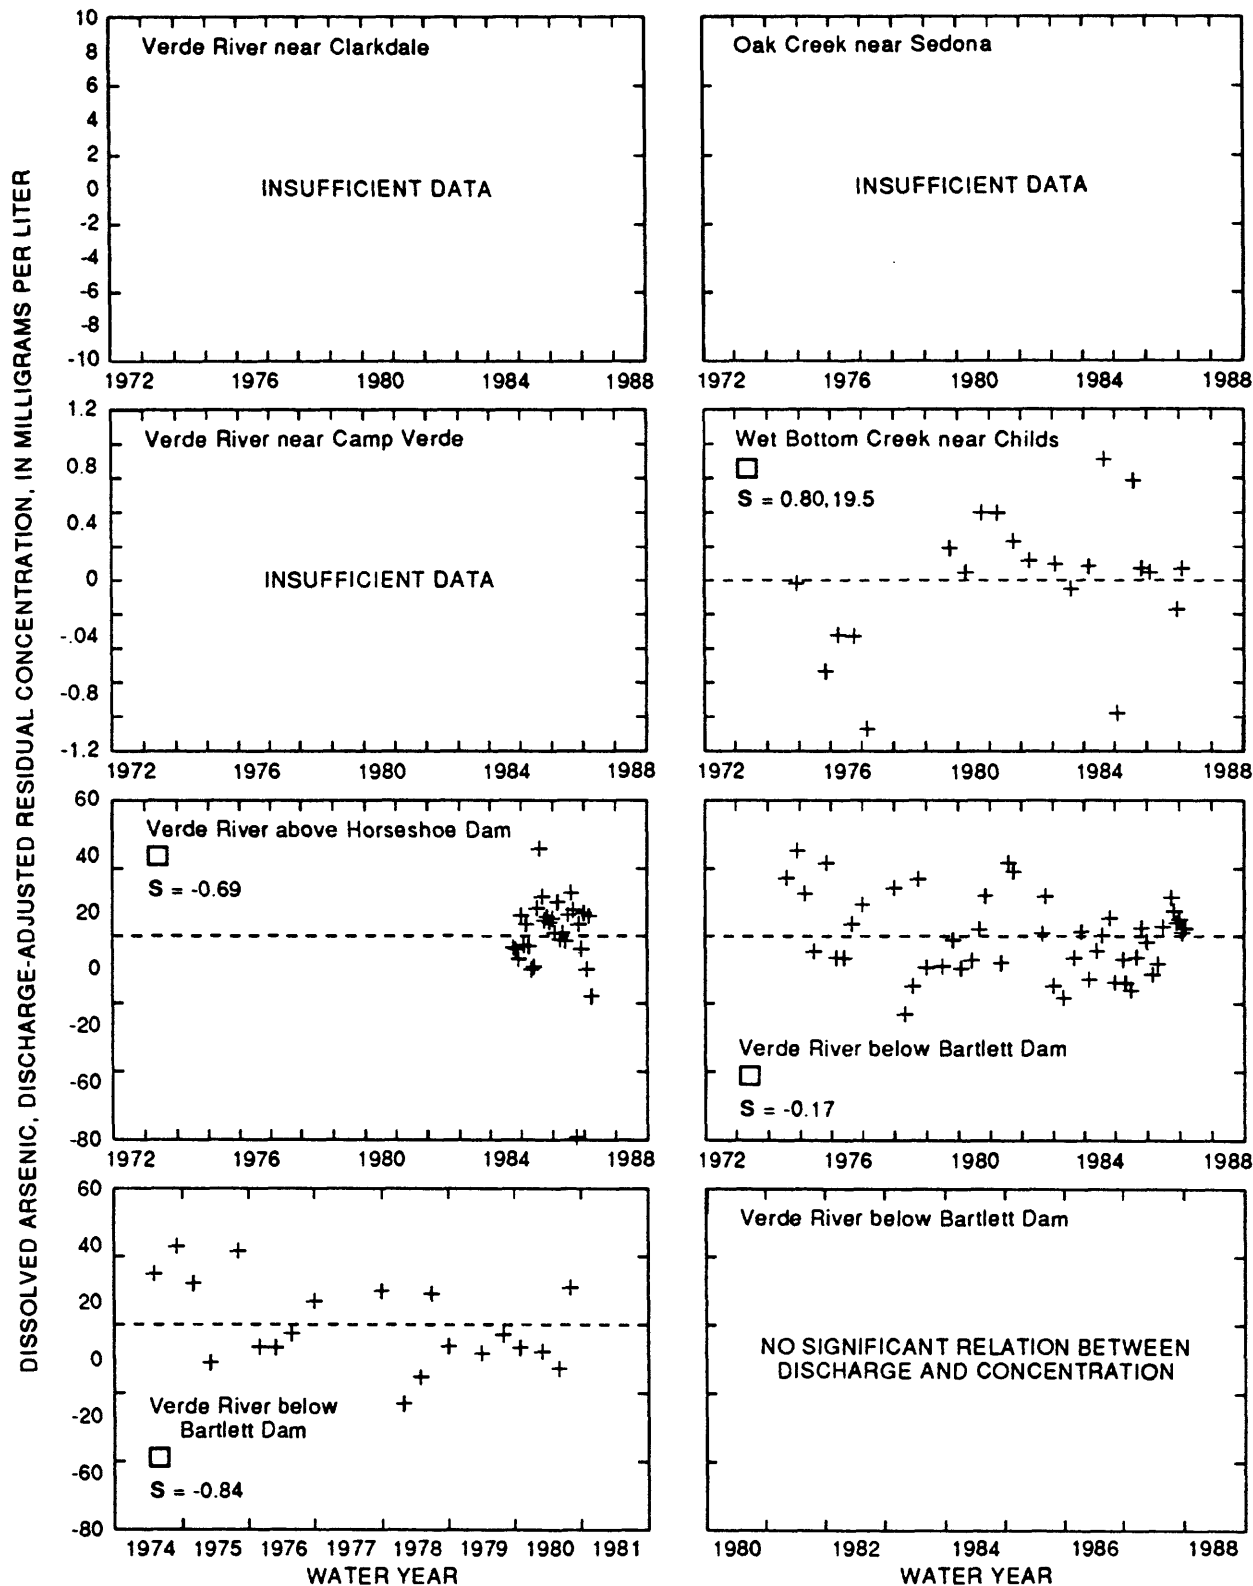 DISSOLVED ARSENIC, DISCHARGE-ADJUSTED RESIDUAL CONCENTRATION, IN MILLIGRAMS PER LITER
10
8
6
4
2
0
-2
-4
-6
-8
-10
Verde River near Clarkdale
INSUFFICIENT DATA
1972 1976 1980 1984 1988
Oak Creek near Sedona
INSUFFICIENT DATA
1972 1976 1980 1984 1988
1.2
0.8
0.4
0
-.04
-0.8
-1.2
Verde River near Camp Verde
INSUFFICIENT DATA
1972 1976 1980 1984 1988
Wet Bottom Creek near Childs
S = 0.80,19.5
1972 1976 1980 1984 1988
60
40
20
0
-20
-60
-80
Verde River above Horseshoe Dam
S = -0.69
1972 1976 1980 1984 1988
Verde River below Bartlett Dam
S = -0.17
1972 1976 1980 1984 1988
60
40
20
0
-20
-60
-80
Verde River below
Bartlett Dam
S = -0.84
1974 1975 1976 1977 1978 1979 1980 1981
WATER YEAR
Verde River below Bartlett Dam
NO SIGNIFICANT RELATION BETWEEN
DISCHARGE AND CONCENTRATION
1980 1982 1984 1986 1988
WATER YEAR